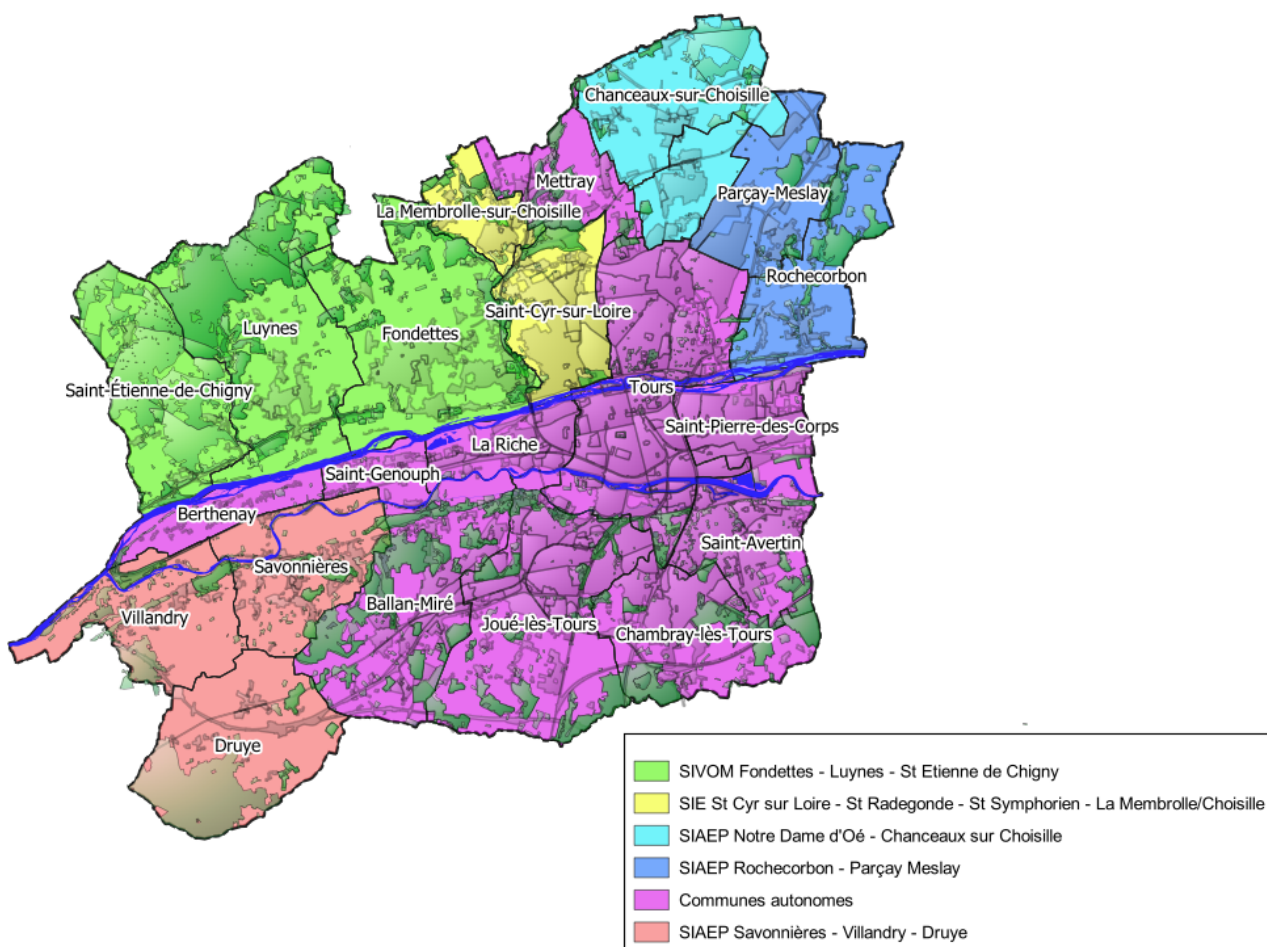 Chanceaux-sur-Choisille
Mettray
Parçay-Meslay
La Membrolle-sur-Choisille
Rochecorbon
Saint-Cyr-sur-Loire
Luynes
Fondettes
Saint-Étienne-de-Chigny
Tours
Saint-Pierre-des-Corps
La Riche
Saint-Genouph
Berthenay
Saint-Avertin
Savonnières
Ballan-Miré
Villandry
Joué-lès-Tours
Chambray-lès-Tours
Druye
SIVOM Fondettes - Luynes - St Etienne de Chigny
SIE St Cyr sur Loire - St Radegonde - St Symphorien - La Membrolle/Choisille
SIAEP Notre Dame d'Oé - Chanceaux sur Choisille
SIAEP Rochecorbon - Parçay Meslay
Communes autonomes
SIAEP Savonnières - Villandry - Druye